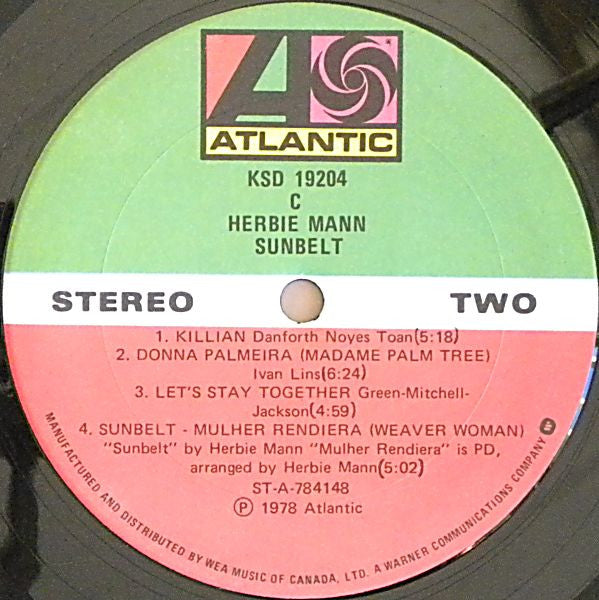 ATLANTIC
KSD 19204
C
HERBIE MANN
SUNBELT
STEREO TWO
1. KILLIAN Danforth Noyes Toan(5:18)
2. DONNA PALMEIRA (MADAME PALM TREE)
Ivan Lins(6:24)
3. LET'S STAY TOGETHER Green-Mitchell-
Jackson(4:59)
4. SUNBELT - MULHER RENDIERA (WEAVER WOMAN)
"Sunbelt" by Herbie Mann "Mulher Rendiera" is PD,
arranged by Herbie Mann(5:02)
ST-A-784148
Ⓟ 1978 Atlantic
MANUFACTURED AND DISTRIBUTED BY WEA MUSIC OF CANADA, LTD. A WARNER COMMUNICATIONS COMPANY